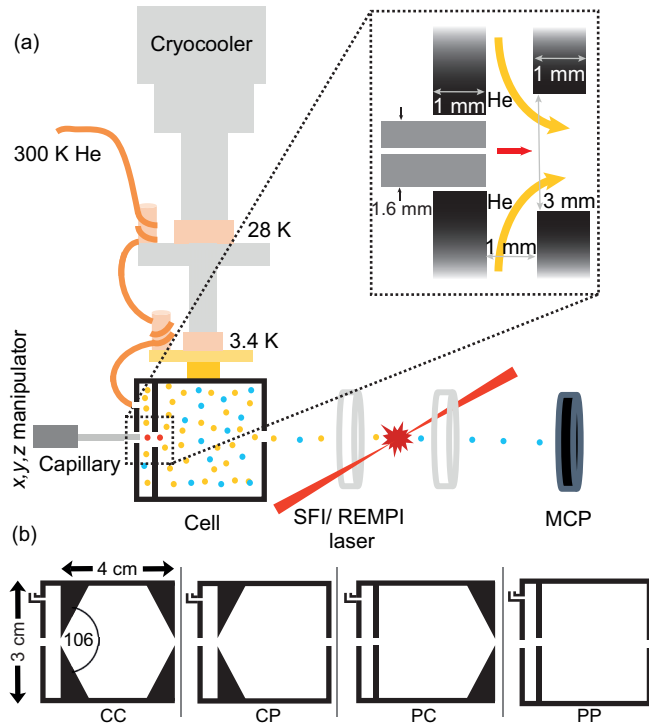 (a)
Cryocooler
300 K He
28 K
3.4 K
x,y,z manipulator
Capillary
Cell
SFI/ REMPI
laser
MCP
1 mm
1 mm
He
1.6 mm
He
3 mm
1 mm
(b)
4 cm
3 cm
106
CC
CP
PC
PP